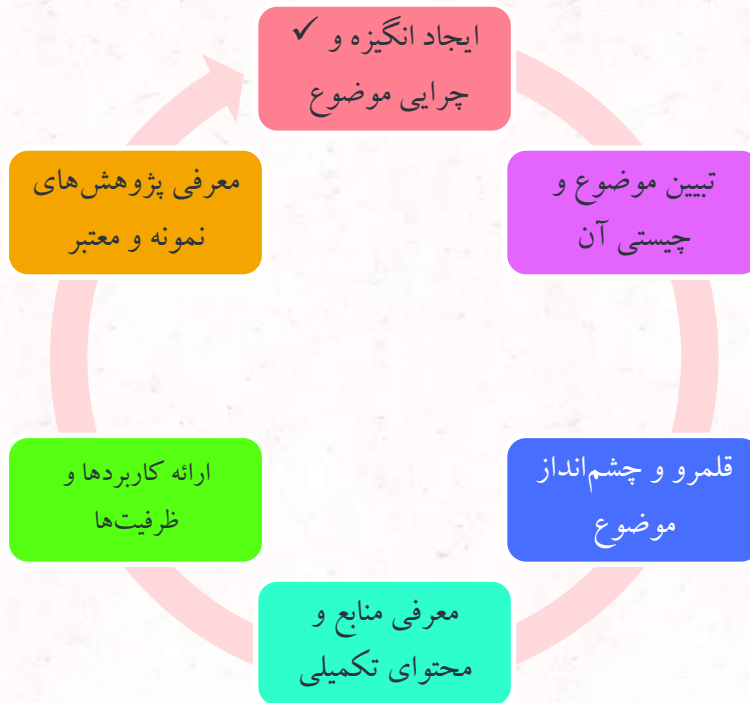 ✓ ایجاد انگیزه و
چرایی موضوع
تبیین موضوع و
چیستی آن
قلمرو و چشم‌انداز
موضوع
معرفی منابع و
محتوای تکمیلی
ارائه کاربردها و
ظرفیت‌ها
معرفی پژوهش‌های
نمونه و معتبر